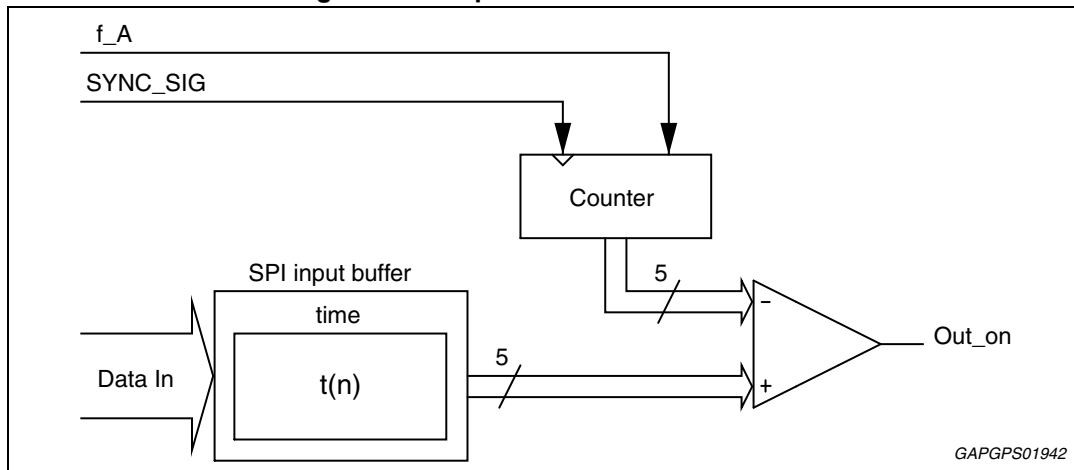 f_A
SYNC_SIG
Counter
SPI input buffer
time
t(n)
Data In
5
5
−
+
Out_on
GAPGPS01942